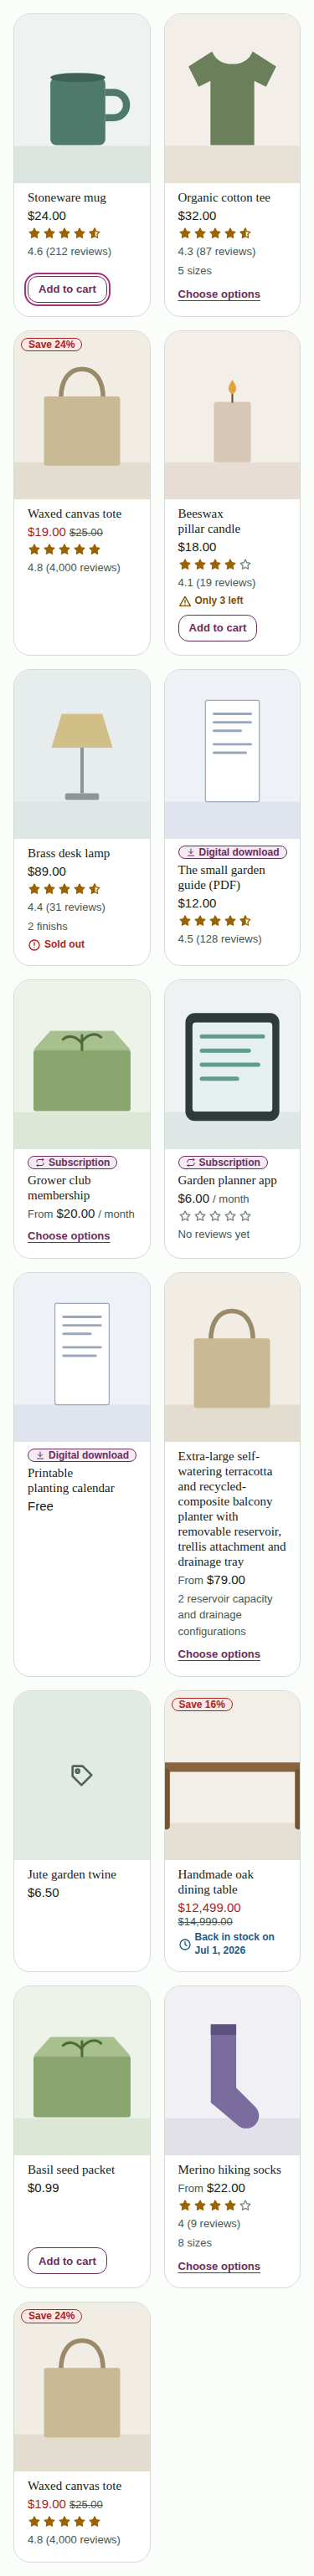 Stoneware mug
$24.00
4.6 (212 reviews)
Add to cart
Organic cotton tee
$32.00
4.3 (87 reviews)
5 sizes
Choose options
Save 24%
Waxed canvas tote
$19.00 $25.00
4.8 (4,000 reviews)
Beeswax
pillar candle
$18.00
4.1 (19 reviews)
Only 3 left
Add to cart
Brass desk lamp
$89.00
4.4 (31 reviews)
2 finishs
Sold out
Digital download
The small garden
guide (PDF)
$12.00
4.5 (128 reviews)
Subscription
Grower club
membership
From $20.00 / month
Choose options
Subscription
Garden planner app
$6.00 / month
No reviews yet
Digital download
Printable
planting calendar
Free
Extra-large self-
watering terracotta
and recycled-
composite balcony
planter with
removable reservoir,
trellis attachment and
drainage tray
From $79.00
2 reservoir capacity
and drainage
configurations
Choose options
Jute garden twine
$6.50
Save 16%
Handmade oak
dining table
$12,499.00
$14,999.00
Back in stock on
Jul 1, 2026
Basil seed packet
$0.99
Add to cart
Merino hiking socks
From $22.00
4 (9 reviews)
8 sizes
Choose options
Save 24%
Waxed canvas tote
$19.00 $25.00
4.8 (4,000 reviews)